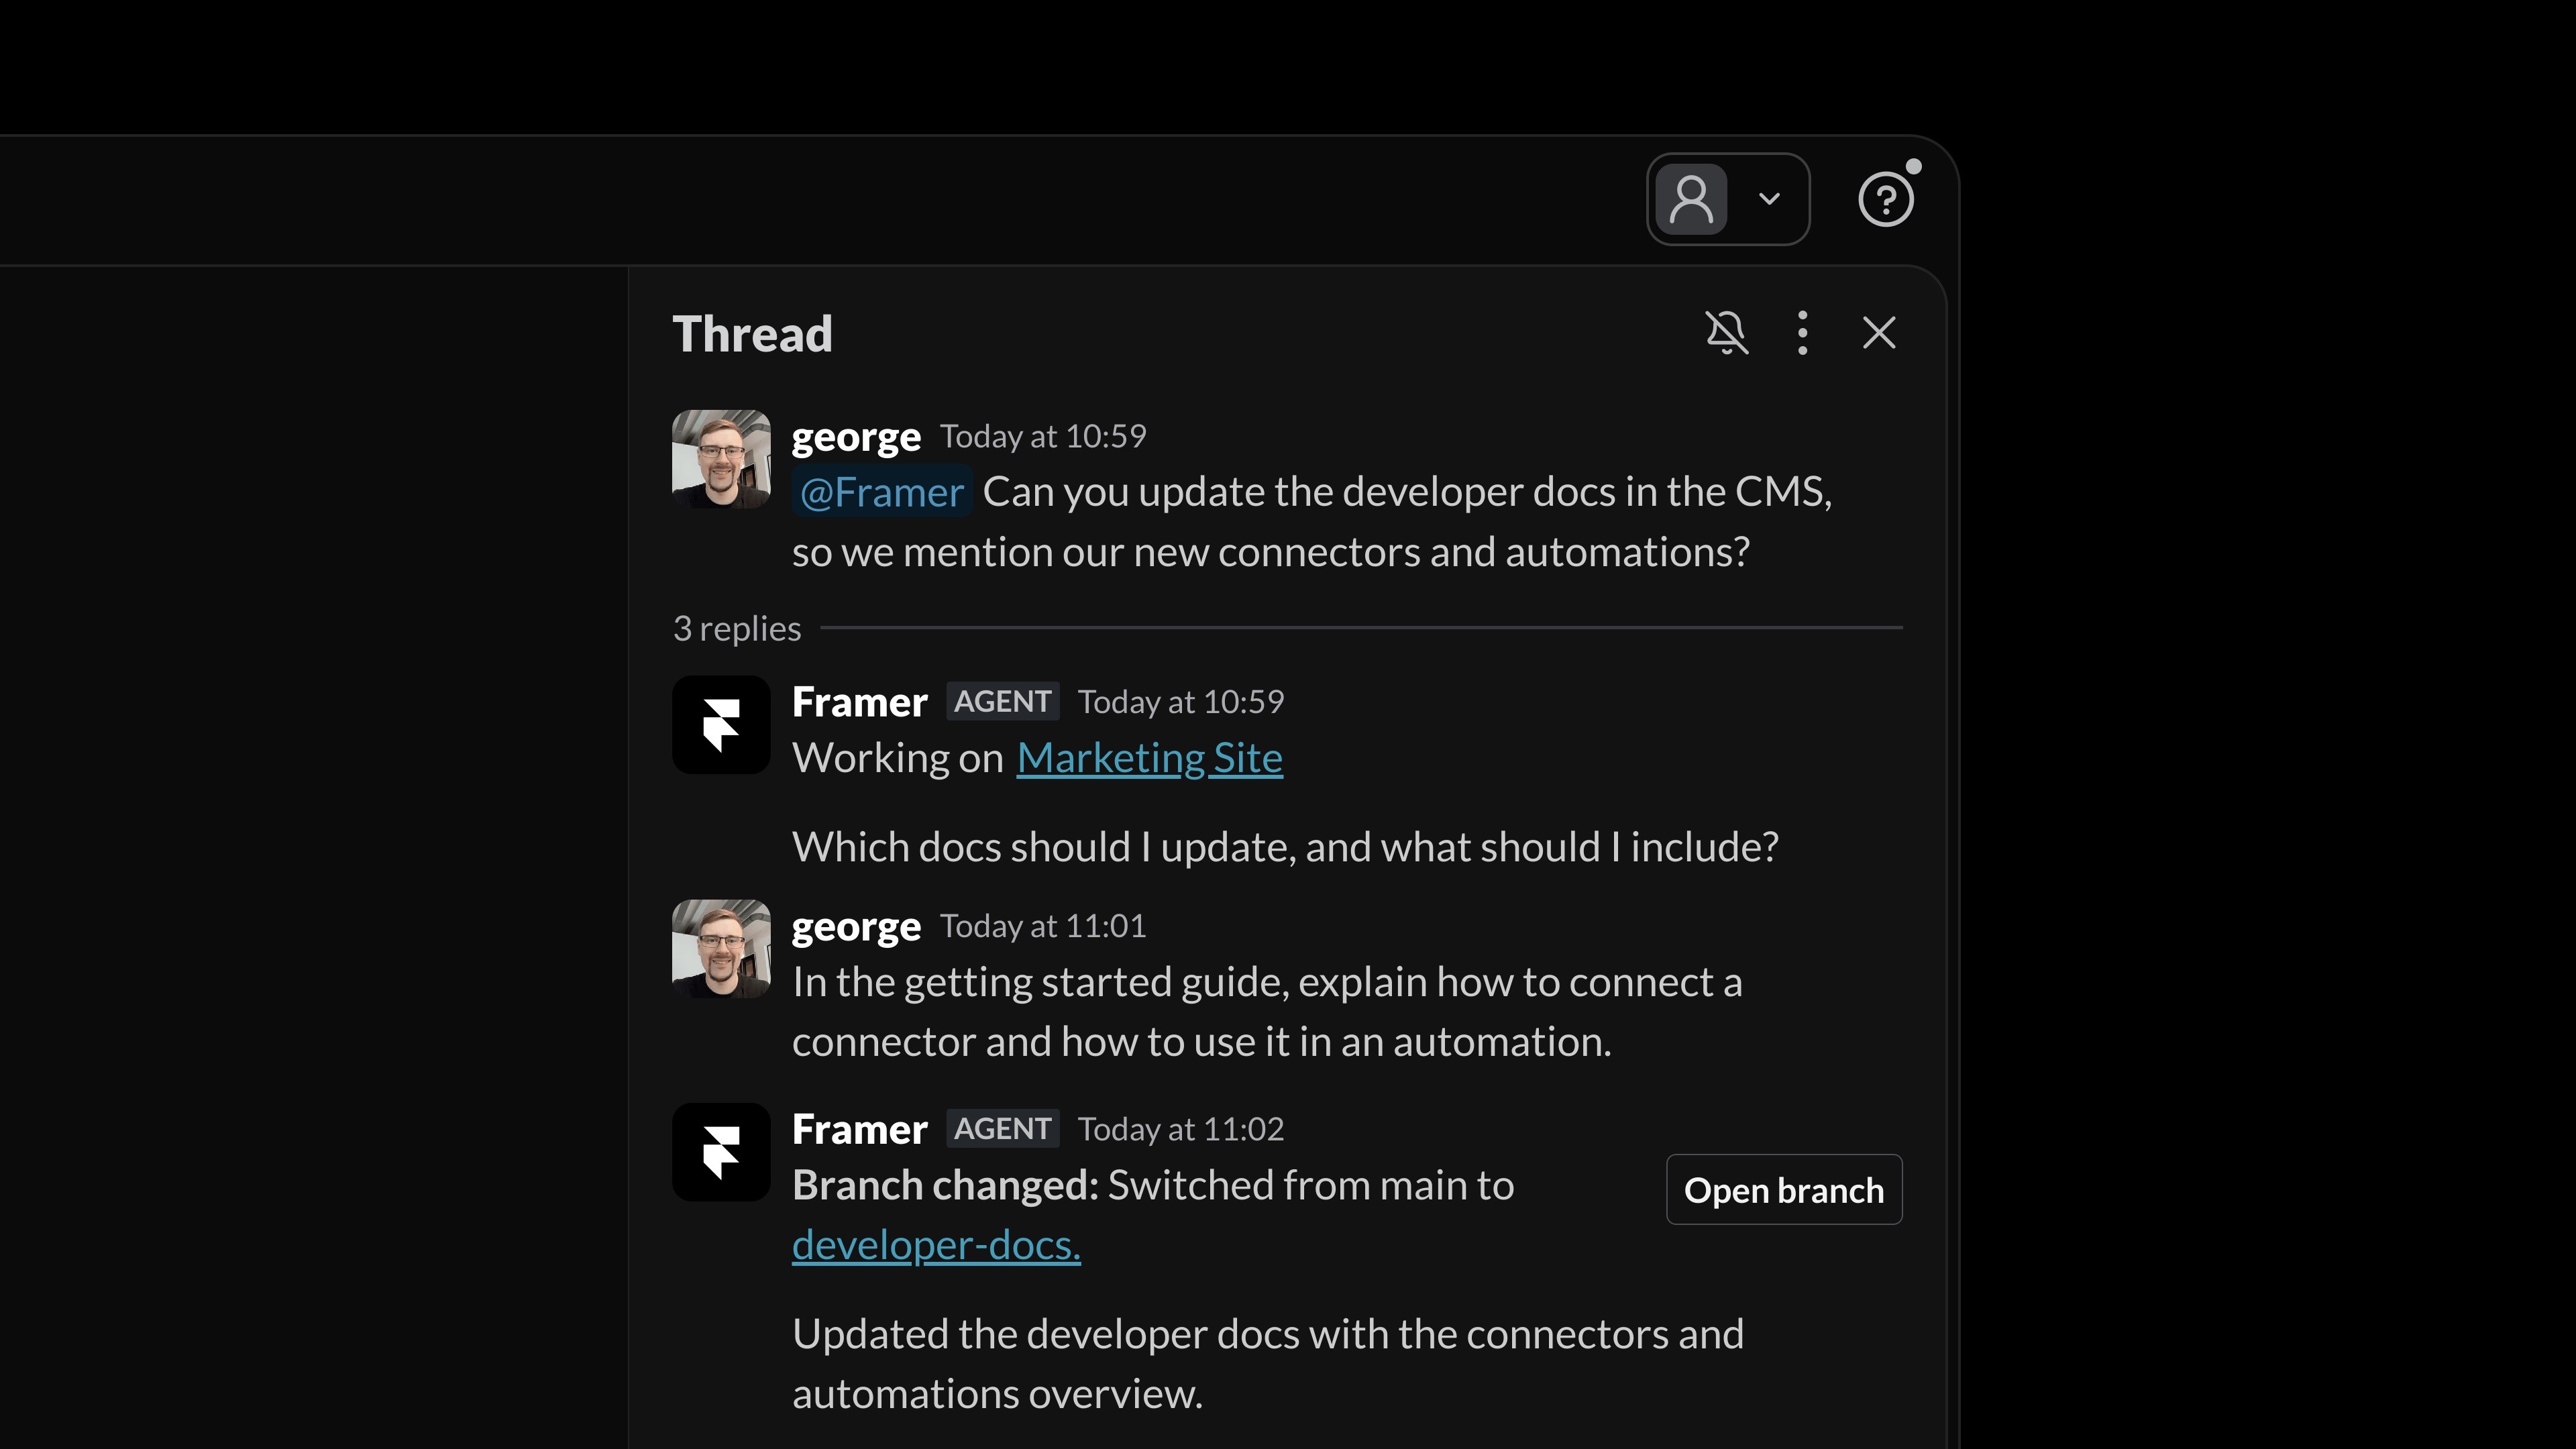 Thread
george Today at 10:59
@Framer Can you update the developer docs in the CMS,
so we mention our new connectors and automations?
3 replies
Framer AGENT Today at 10:59
Working on Marketing Site
Which docs should I update, and what should I include?
george Today at 11:01
In the getting started guide, explain how to connect a
connector and how to use it in an automation.
Framer AGENT Today at 11:02
Branch changed: Switched from main to
developer-docs.
Open branch
Updated the developer docs with the connectors and
automations overview.